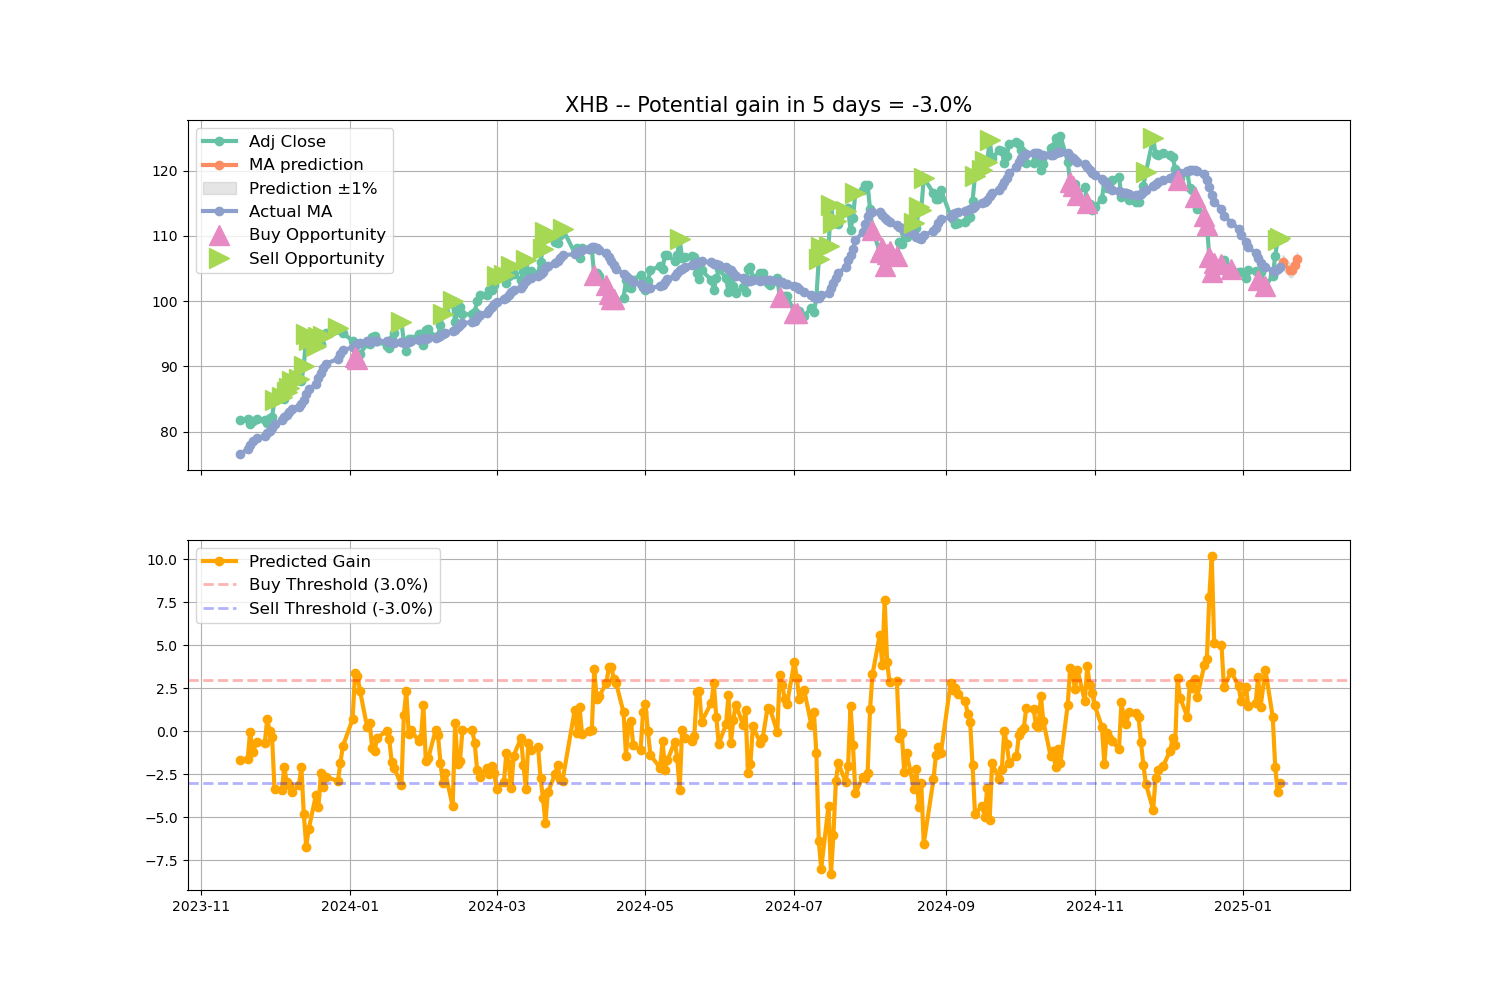 XHB -- Potential gain in 5 days = -3.0%
Adj Close
MA prediction
Prediction ±1%
Actual MA
Buy Opportunity
Sell Opportunity
120
110
100
90
80
Predicted Gain
Buy Threshold (3.0%)
Sell Threshold (-3.0%)
10.0
7.5
5.0
2.5
0.0
−2.5
−5.0
−7.5
2023-11 2024-01 2024-03 2024-05 2024-07 2024-09 2024-11 2025-01